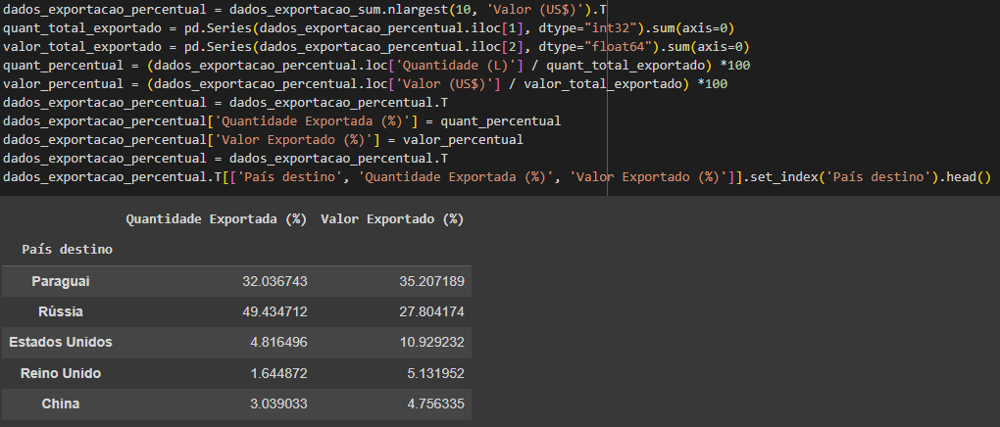 dados_exportacao_percentual = dados_exportacao_sum.nlargest(10, 'Valor (US$)').T
quant_total_exportado = pd.Series(dados_exportacao_percentual.iloc[1], dtype="int32").sum(axis=0)
valor_total_exportado = pd.Series(dados_exportacao_percentual.iloc[2], dtype="float64").sum(axis=0)
quant_percentual = (dados_exportacao_percentual.loc['Quantidade (L)'] / quant_total_exportado) *100
valor_percentual = (dados_exportacao_percentual.loc['Valor (US$)'] / valor_total_exportado) *100
dados_exportacao_percentual = dados_exportacao_percentual.T
dados_exportacao_percentual['Quantidade Exportada (%)'] = quant_percentual
dados_exportacao_percentual['Valor Exportado (%)'] = valor_percentual
dados_exportacao_percentual = dados_exportacao_percentual.T
dados_exportacao_percentual.T[['País destino', 'Quantidade Exportada (%)', 'Valor Exportado (%)']].set_index('País destino').head()
Quantidade Exportada (%) Valor Exportado (%)
País destino
Paraguai 32.036743 35.207189
Rússia 49.434712 27.804174
Estados Unidos 4.816496 10.929232
Reino Unido 1.644872 5.131952
China 3.039033 4.756335